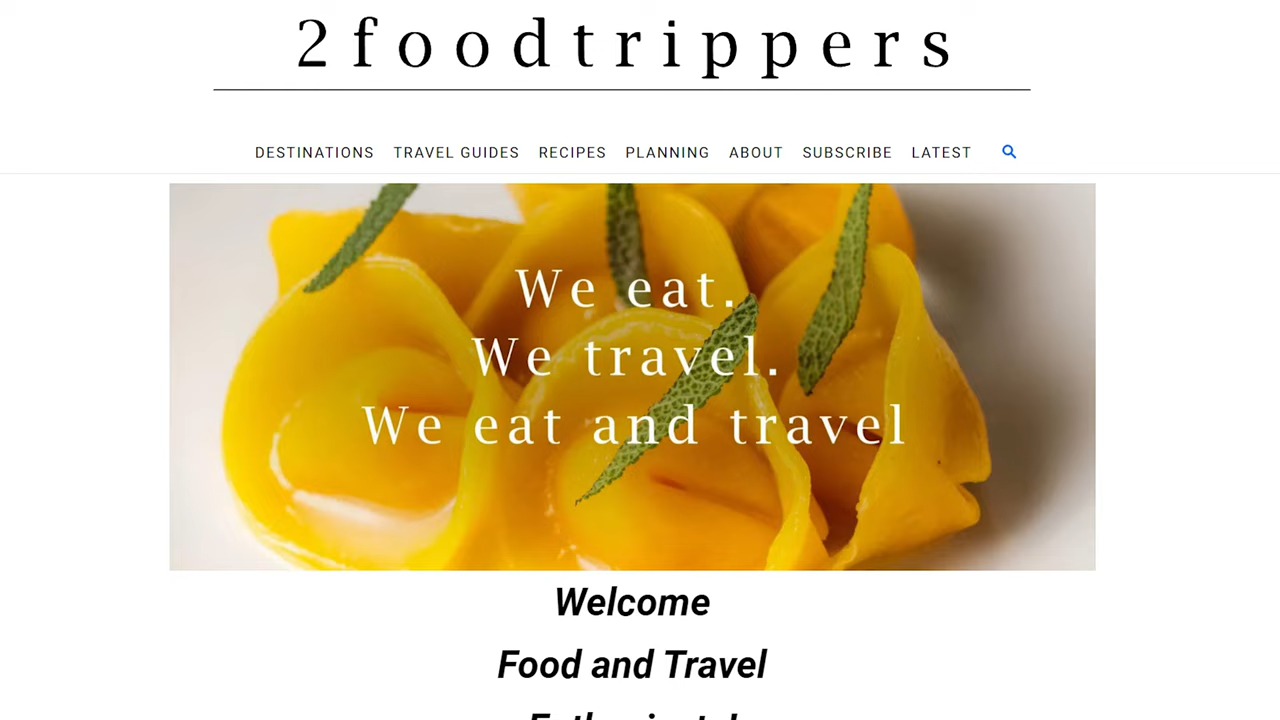 2foodtrippers
DESTINATIONS TRAVEL GUIDES RECIPES PLANNING ABOUT SUBSCRIBE LATEST
We eat.
We travel.
We eat and travel
Welcome
Food and Travel